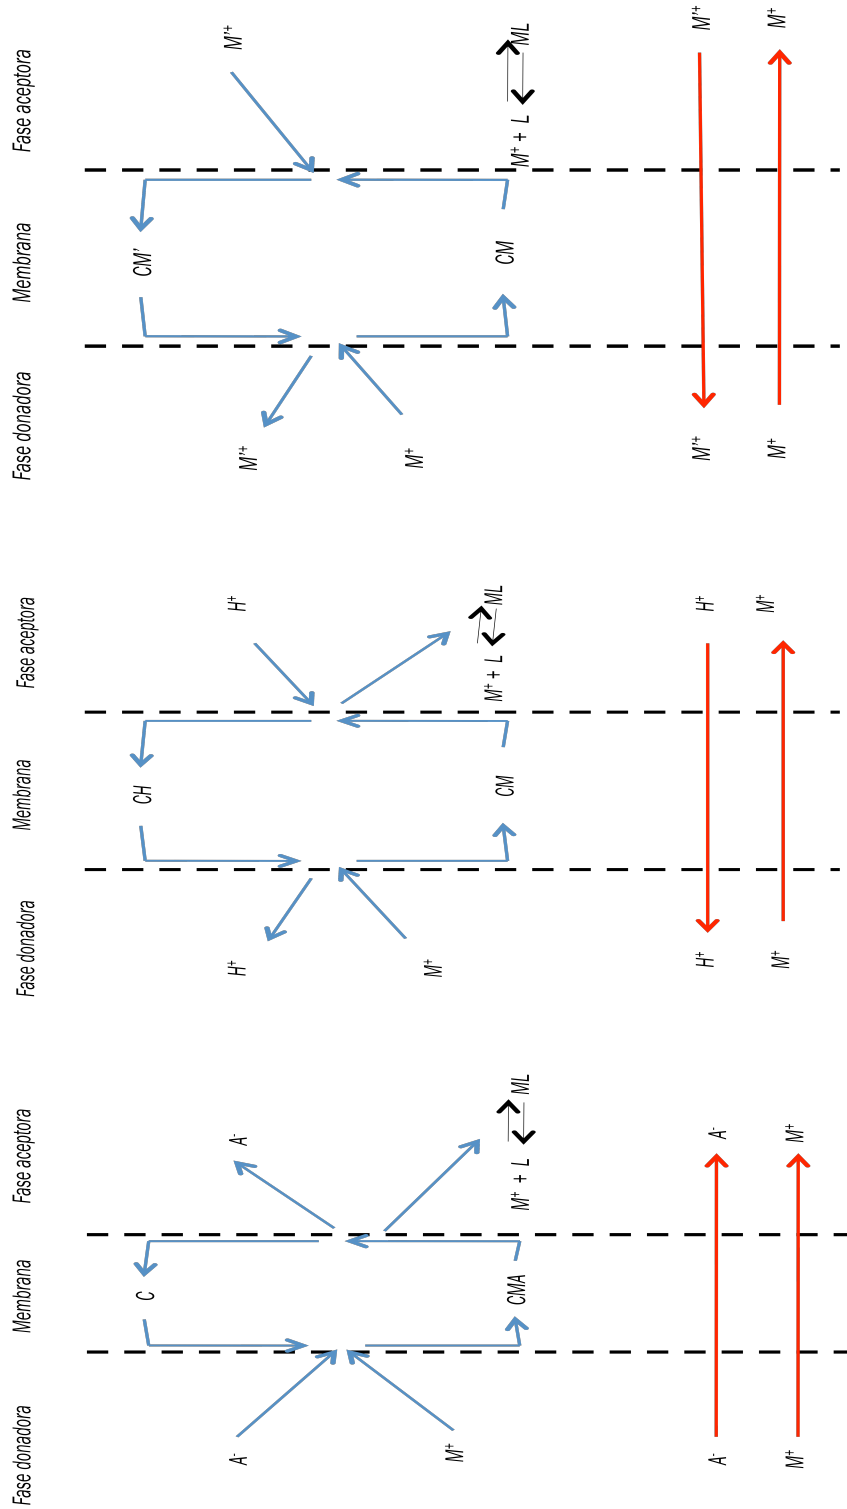 Fase donadora Membrana Fase aceptora
C
A⁻ A⁻
M⁺
CMA M⁺ + L ML
A⁻ A⁻
M⁺ M⁺
Fase donadora Membrana Fase aceptora
CH
H⁺ H⁺
M⁺
CM M⁺ + L ML
H⁺ H⁺
M⁺ M⁺
Fase donadora Membrana Fase aceptora
CM'
M'⁺ M'⁺
M⁺
CM M⁺ + L ML
M'⁺ M'⁺
M⁺ M⁺